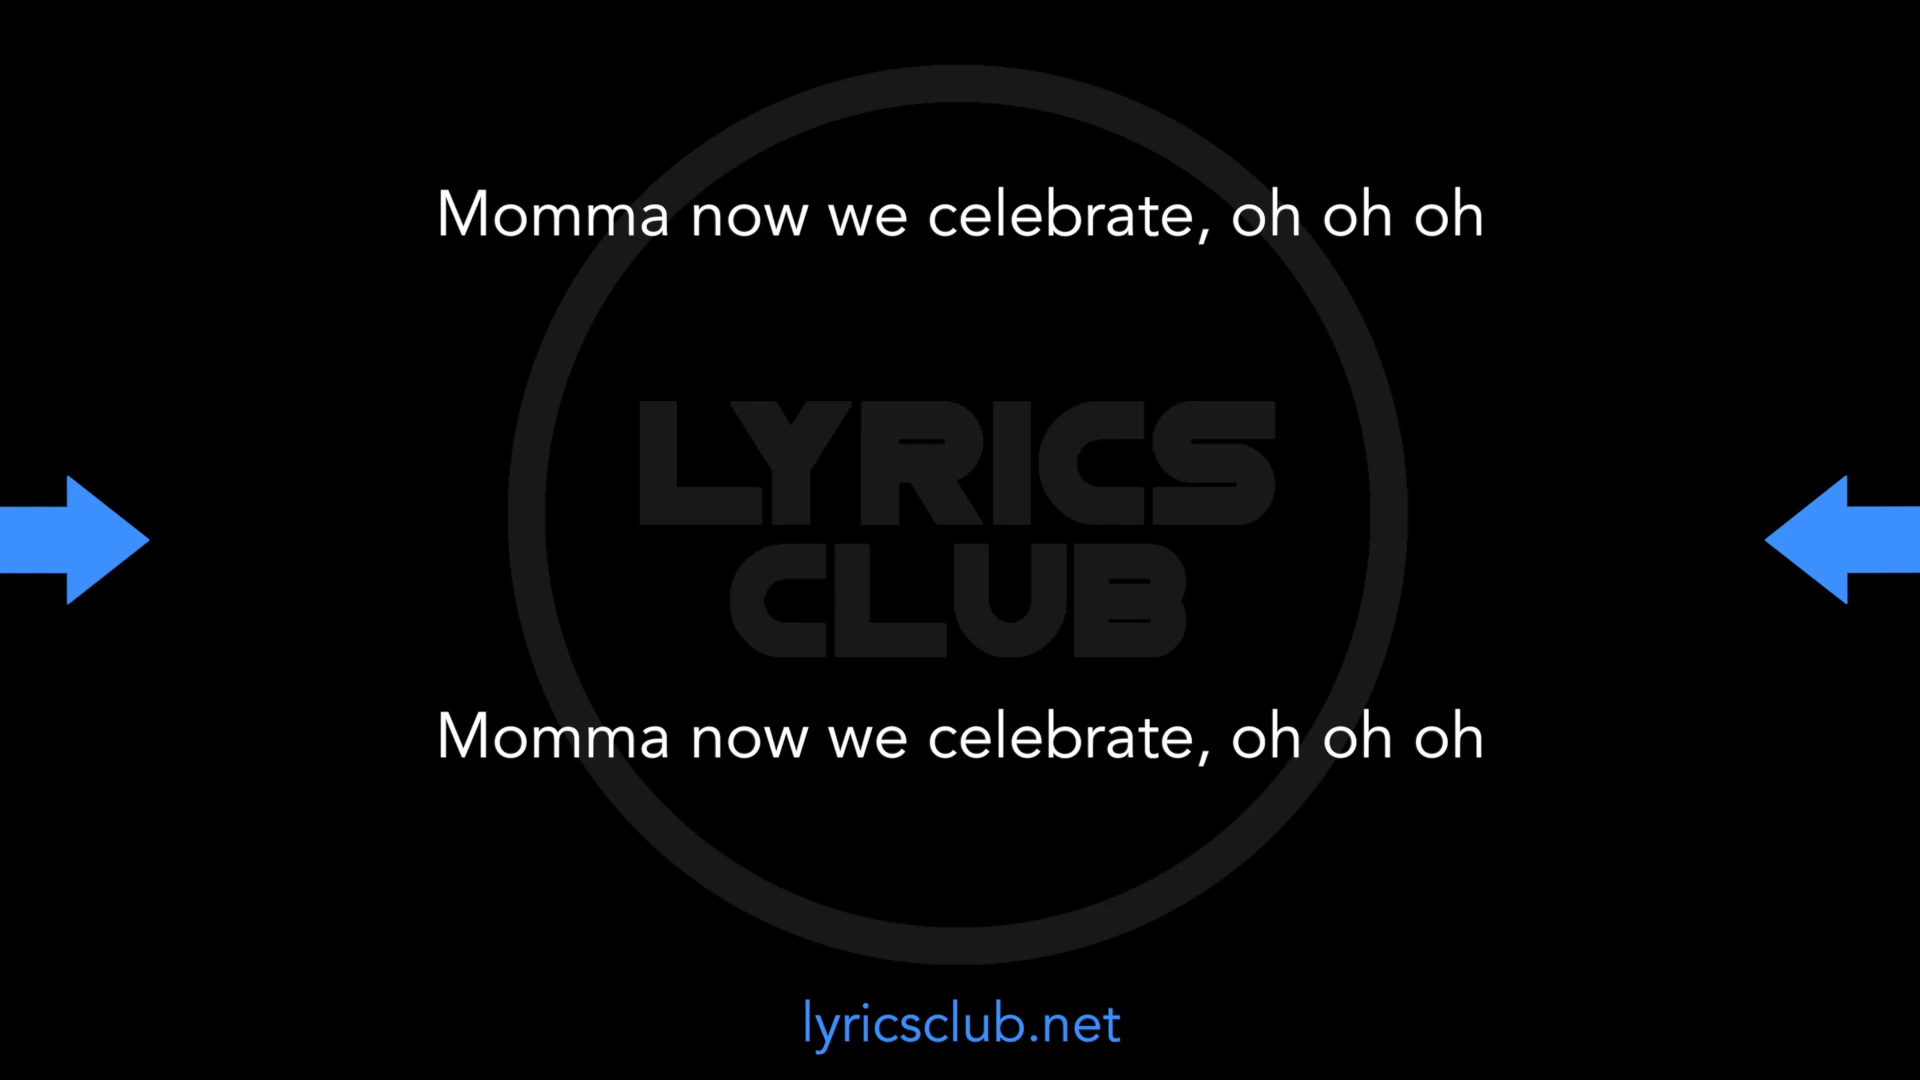 Momma now we celebrate, oh oh oh
LYRICS
CLUB
Momma now we celebrate, oh oh oh
lyricsclub.net